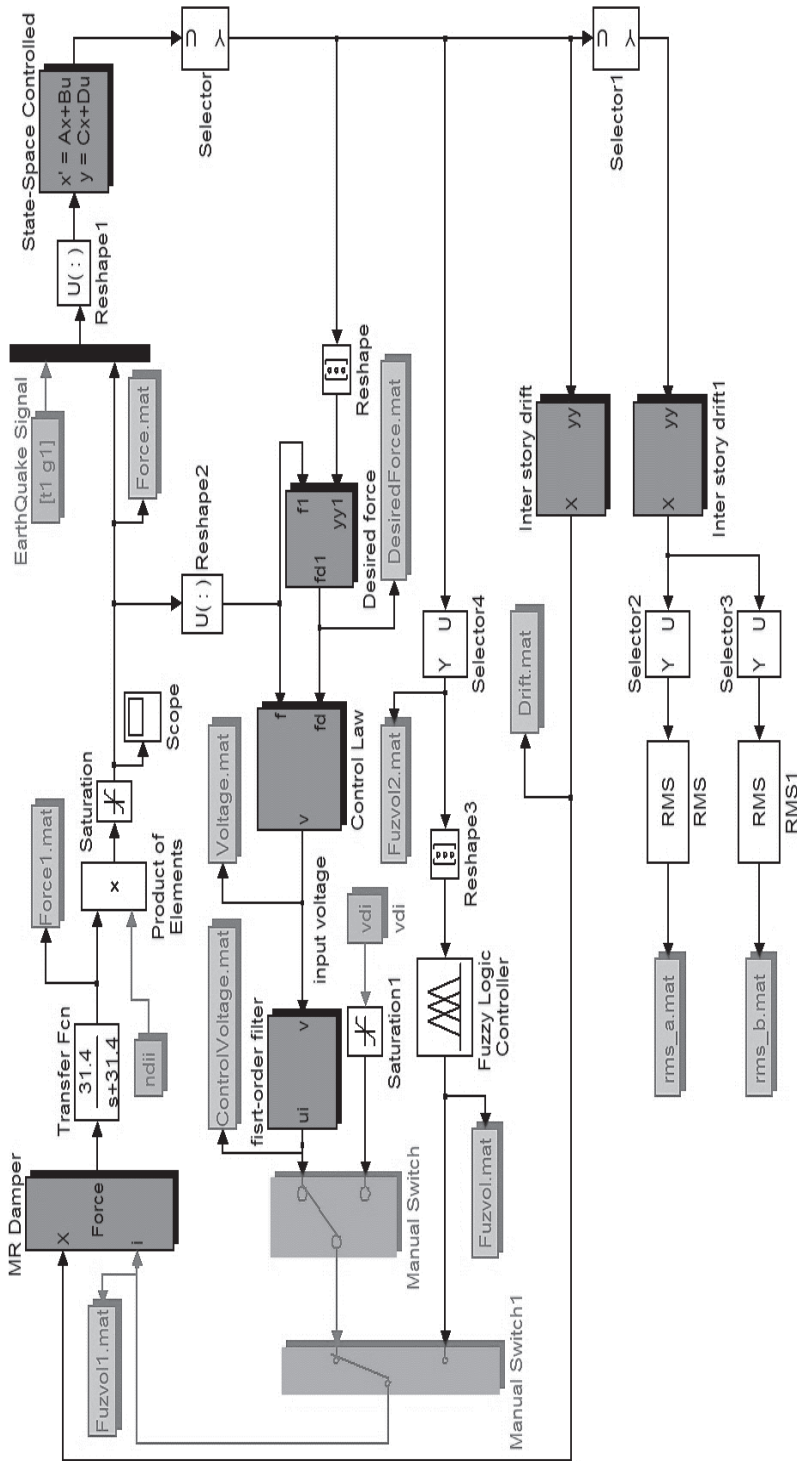 MR Damper
X
Force
i
Fuzvol1.mat
Transfer Fcn
31.4
s+31.4
Force1.mat
ndii
×
Product of
Elements
Saturation
Scope
EarthQuake Signal
[t1 g1]
Force.mat
U( : )
Reshape1
State-Space Controlled
x' = Ax+Bu
y = Cx+Du
U
Y
Selector
U( : )
Reshape2
ControlVoltage.mat
fisrt-order filter
ui
v
Voltage.mat
input voltage
v
f
fd
Control Law
fd1
f1
yy1
Desired force
DesiredForce.mat
Reshape
Manual Switch
Saturation1
vdi
vdi
Manual Switch1
Fuzvol.mat
Fuzzy Logic
Controller
Reshape3
Fuzvol2.mat
Y
U
Selector4
Drift.mat
Inter story drift
X
yy
U
Y
Selector1
X
yy
Inter story drift1
rms_a.mat
RMS
RMS
Selector2
Y
U
rms_b.mat
RMS
RMS1
Selector3
Y
U